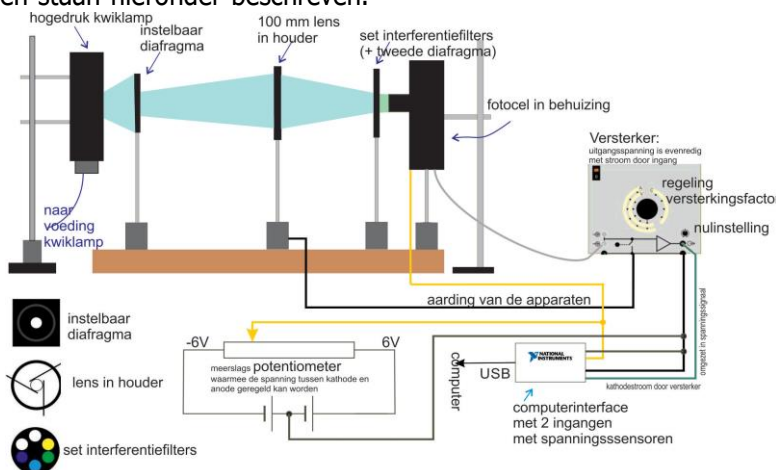 en staan hieronder beschreven.
hogedruk kwiklamp
instelbaar
diafragma
100 mm lens
in houder
set interferentiefilters
(+ tweede diafragma)
fotocel in behuizing
Versterker:
uitgangsspanning is evenredig
met stroom door ingang
regeling
versterkingsfactor
nulinstelling
naar
voeding
kwiklamp
aarding van de apparaten
instelbaar
diafragma
lens in houder
set interferentiefilters
-6V
6V
meerslags potentiometer
waarmee de spanning tussen kathode en
anode geregeld kan worden
computer
USB
NATIONAL
INSTRUMENTS
omgezet in spanningssignaal
kathodestroom door versterker
computerinterface
met 2 ingangen
met spanningsssensoren